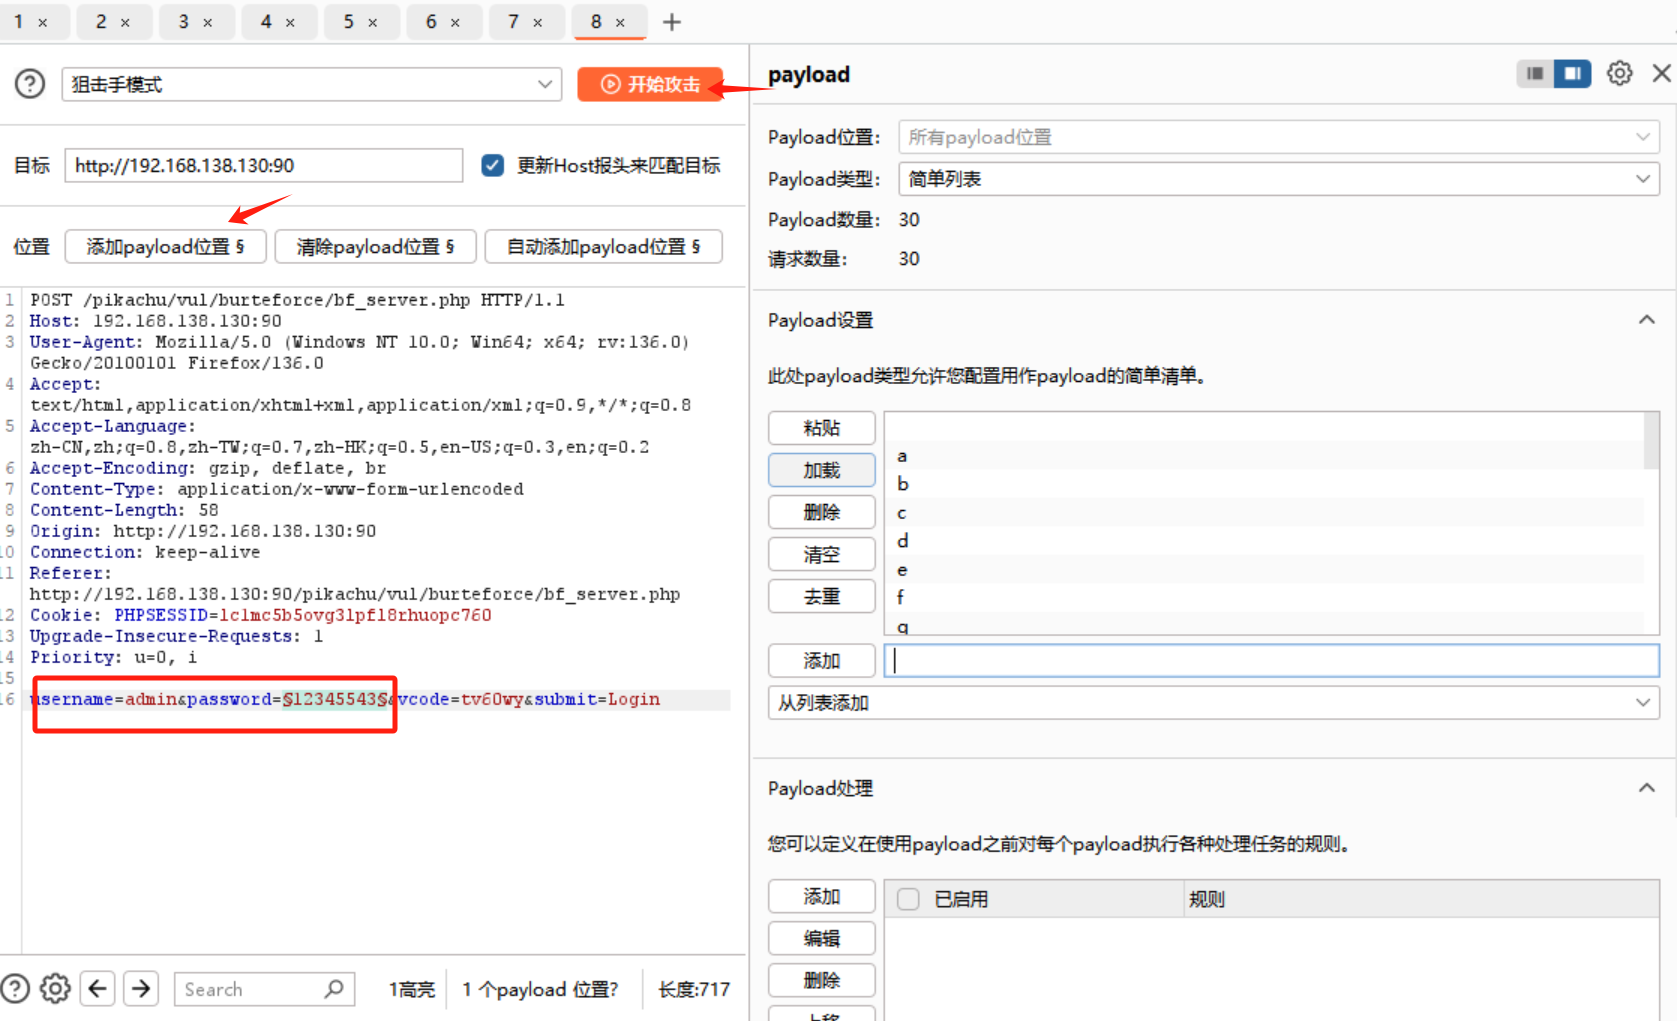 1 × 2 × 3 × 4 × 5 × 6 × 7 × 8 × +
狙击手模式
开始攻击
目标 http://192.168.138.130:90 更新Host报头来匹配目标
位置 添加payload位置 § 清除payload位置 § 自动添加payload位置 §
1 POST /pikachu/vul/burteforce/bf_server.php HTTP/1.1
2 Host: 192.168.138.130:90
3 User-Agent: Mozilla/5.0 (Windows NT 10.0; Win64; x64; rv:136.0)
Gecko/20100101 Firefox/136.0
4 Accept:
text/html,application/xhtml+xml,application/xml;q=0.9,*/*;q=0.8
5 Accept-Language:
zh-CN,zh;q=0.8,zh-TW;q=0.7,zh-HK;q=0.5,en-US;q=0.3,en;q=0.2
6 Accept-Encoding: gzip, deflate, br
7 Content-Type: application/x-www-form-urlencoded
8 Content-Length: 58
9 Origin: http://192.168.138.130:90
10 Connection: keep-alive
11 Referer:
http://192.168.138.130:90/pikachu/vul/burteforce/bf_server.php
12 Cookie: PHPSESSID=lclmc5b5ovg3lpfl8rhuopc760
13 Upgrade-Insecure-Requests: 1
14 Priority: u=0, i
15
16 username=admin&password=§12345543§&vcode=tv60wy&submit=Login
? Search 1高亮 1 个payload 位置? 长度:717
payload
Payload位置: 所有payload位置
Payload类型: 简单列表
Payload数量: 30
请求数量: 30
Payload设置
此处payload类型允许您配置用作payload的简单清单。
粘贴
加载
删除
清空
去重
a
b
c
d
e
f
g
添加
从列表添加
Payload处理
您可以定义在使用payload之前对每个payload执行各种处理任务的规则。
添加
编辑
删除
上移
已启用 规则